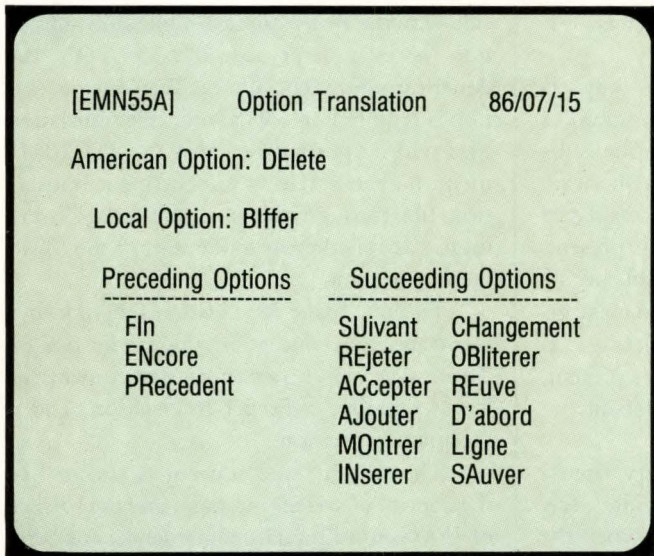 [EMN55A] Option Translation 86/07/15
American Option: DElete
Local Option: BIffer
Preceding Options Succeeding Options
FIn SUivant CHangement
ENcore REjeter OBliterer
PRecedent ACcepter REuve
AJouter D'abord
MOntrer LIgne
INserer SAuver